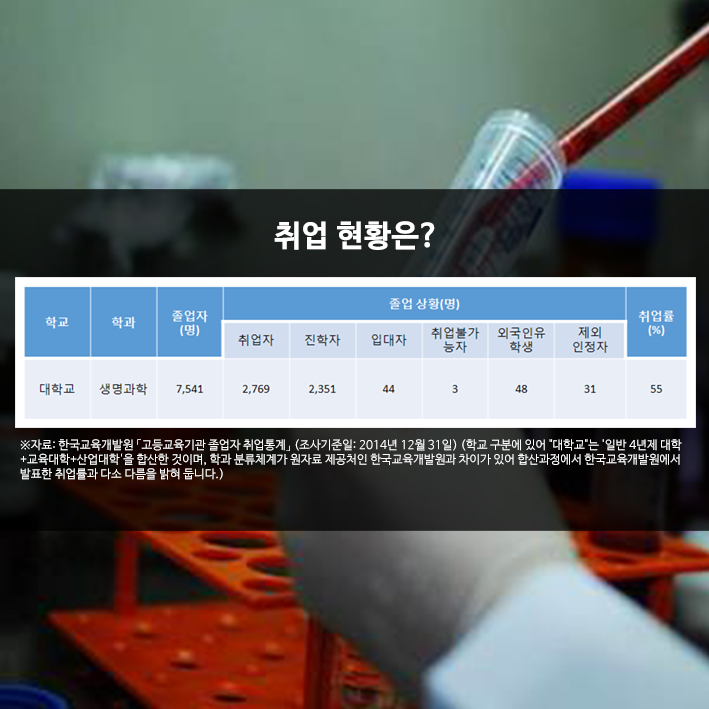 취업 현황은?
학교 학과 졸업자 (명) 졸업 상황(명) 취업률 (%)
취업자 진학자 입대자 취업불가능자 외국인유학생 제외 인정자
대학교 생명과학 7,541 2,769 2,351 44 3 48 31 55
※자료: 한국교육개발원 「고등교육기관 졸업자 취업통계」 (조사기준일: 2014년 12월 31일) (학교 구분에 있어 "대학교"는 '일반 4년제 대학
+교육대학+산업대학'을 합산한 것이며, 학과 분류체계가 원자료 제공처인 한국교육개발원과 차이가 있어 합산과정에서 한국교육개발원에서
발표한 취업률과 다소 다름을 밝혀 둡니다.)